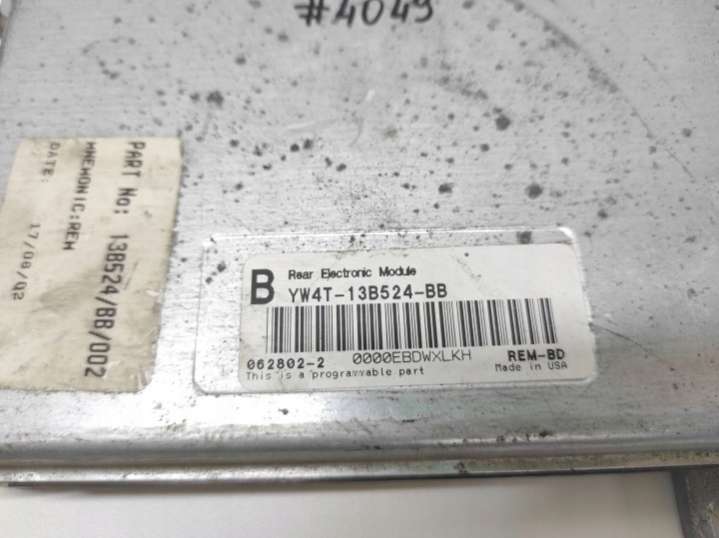 #4049
PART No: 13B524/BB/002
MNEMONIC:REM
DATE: 17/08/02
B
Rear Electronic Module
YW4T-13B524-BB
062802-2 0000EBDWXLKH REM-BD
This is a programmable part Made in USA